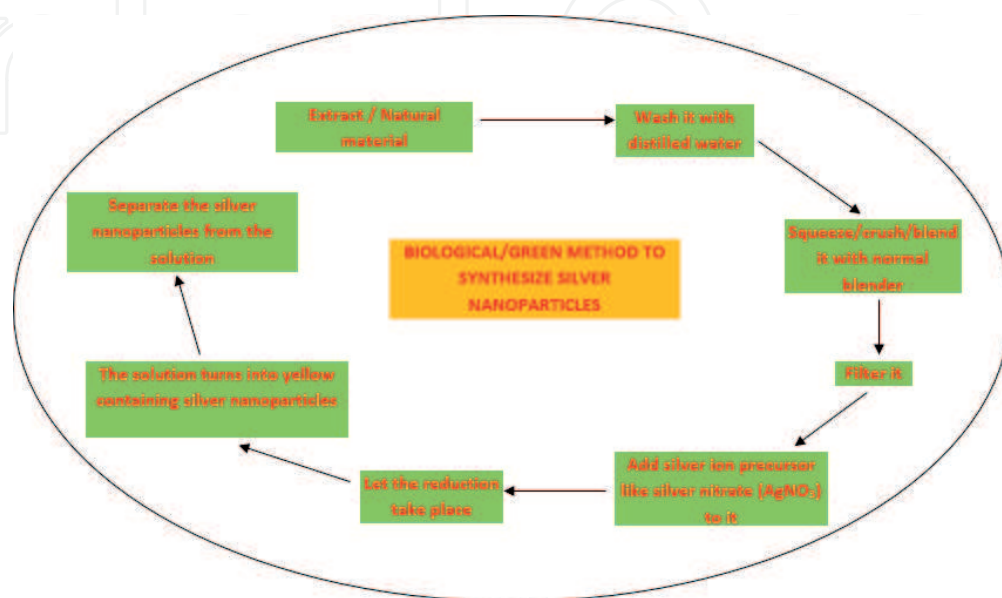 Extract / Natural
material
Wash it with
distilled water
Squeeze/crush/blend
it with normal
blender
Filter it
Add silver ion precursor
like silver nitrate (AgNO₃)
to it
Let the reduction
take place
The solution turns into yellow
containing silver nanoparticles
Separate the silver
nanoparticles from the
solution
BIOLOGICAL/GREEN METHOD TO
SYNTHESIZE SILVER
NANOPARTICLES